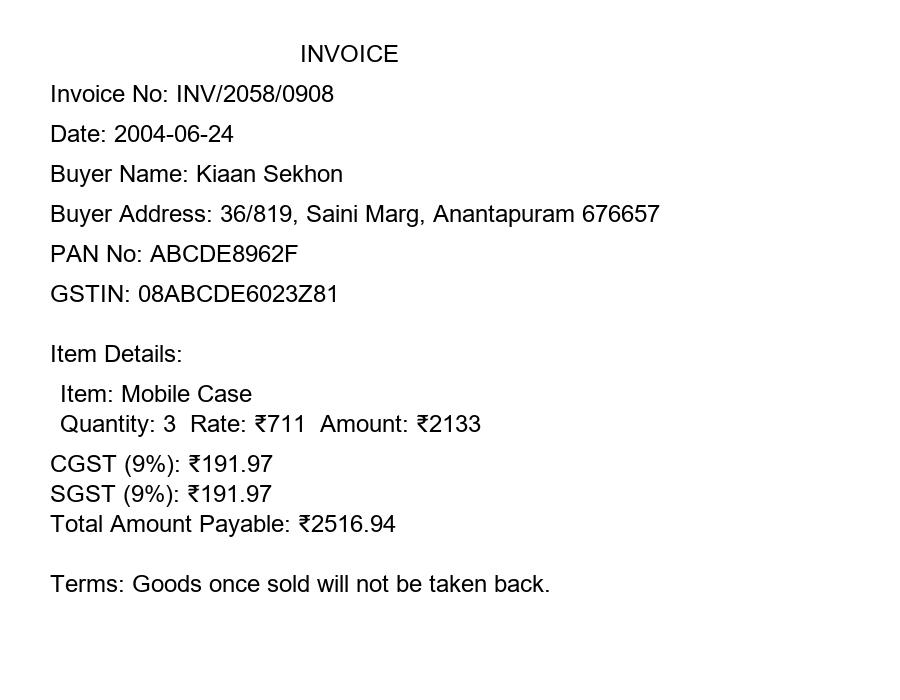 INVOICE
Invoice No: INV/2058/0908
Date: 2004-06-24
Buyer Name: Kiaan Sekhon
Buyer Address: 36/819, Saini Marg, Anantapuram 676657
PAN No: ABCDE8962F
GSTIN: 08ABCDE6023Z81
Item Details:
Item: Mobile Case
Quantity: 3  Rate: ₹711  Amount: ₹2133
CGST (9%): ₹191.97
SGST (9%): ₹191.97
Total Amount Payable: ₹2516.94
Terms: Goods once sold will not be taken back.